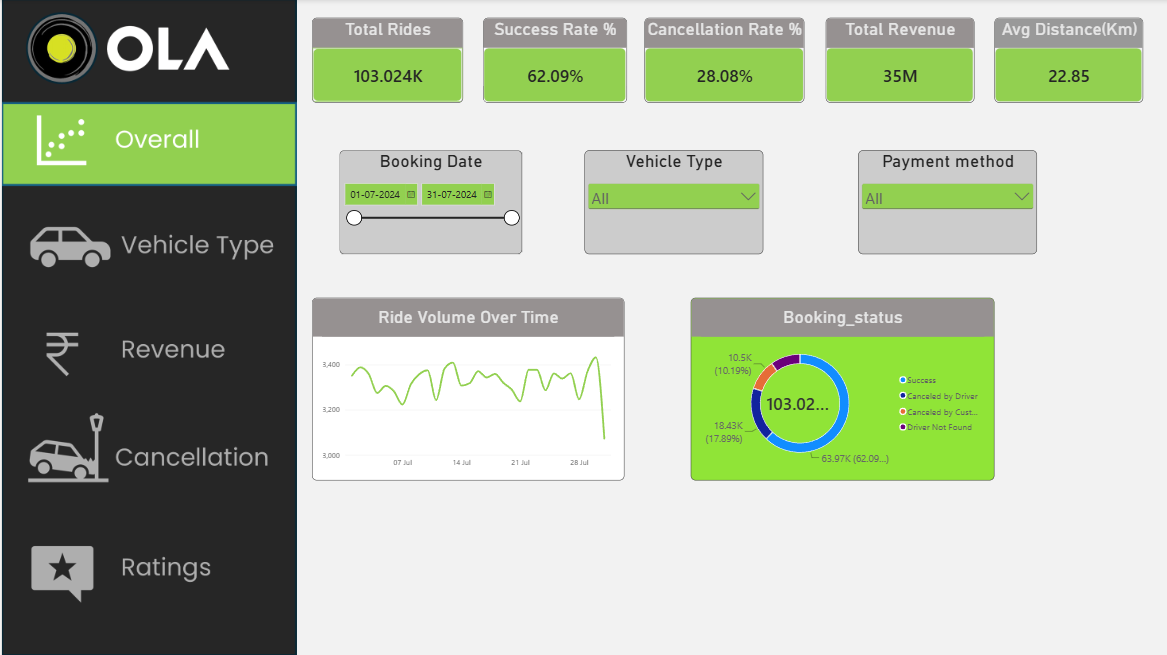 OLA
Overall
Vehicle Type
Revenue
Cancellation
Ratings
Total Rides
103.024K
Success Rate %
62.09%
Cancellation Rate %
28.08%
Total Revenue
35M
Avg Distance(Km)
22.85
Booking Date
01-07-2024
31-07-2024
Vehicle Type
All
Payment method
All
Ride Volume Over Time
3,400
3,200
3,000
07 Jul
14 Jul
21 Jul
28 Jul
Booking_status
10.5K
(10.19%)
18.43K
(17.89%)
103.02...
63.97K (62.09...)
Success
Canceled by Driver
Canceled by Cust...
Driver Not Found